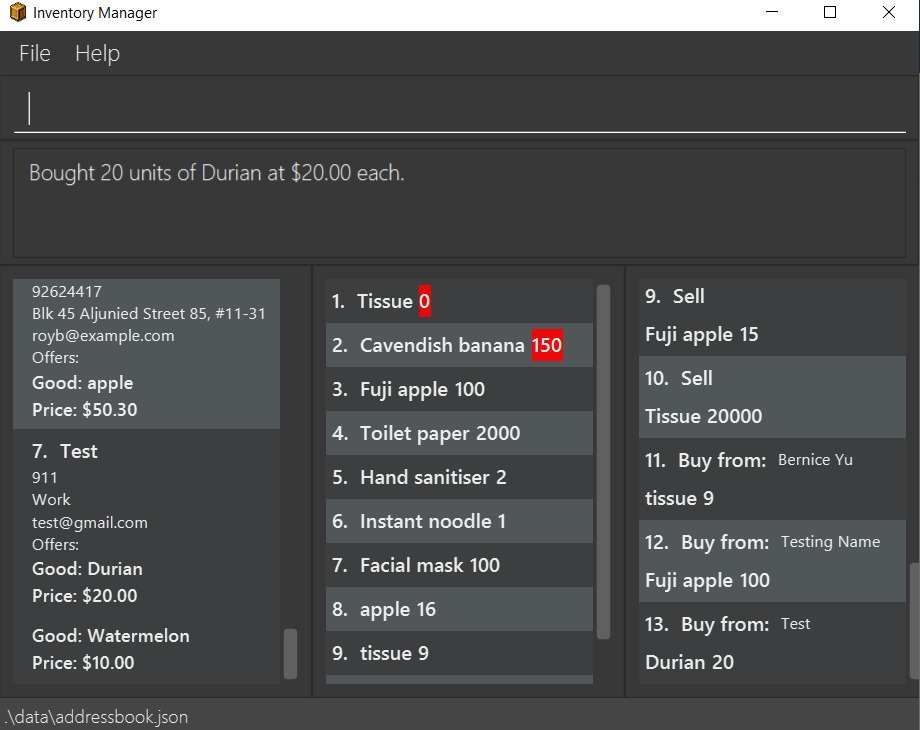 Inventory Manager
File Help
Bought 20 units of Durian at $20.00 each.
92624417
Blk 45 Aljunied Street 85, #11-31
royb@example.com
Offers:
Good: apple
Price: $50.30
7. Test
911
Work
test@gmail.com
Offers:
Good: Durian
Price: $20.00
Good: Watermelon
Price: $10.00
1. Tissue 0
2. Cavendish banana 150
3. Fuji apple 100
4. Toilet paper 2000
5. Hand sanitiser 2
6. Instant noodle 1
7. Facial mask 100
8. apple 16
9. tissue 9
9. Sell
Fuji apple 15
10. Sell
Tissue 20000
11. Buy from: Bernice Yu
tissue 9
12. Buy from: Testing Name
Fuji apple 100
13. Buy from: Test
Durian 20
.\data\addressbook.json